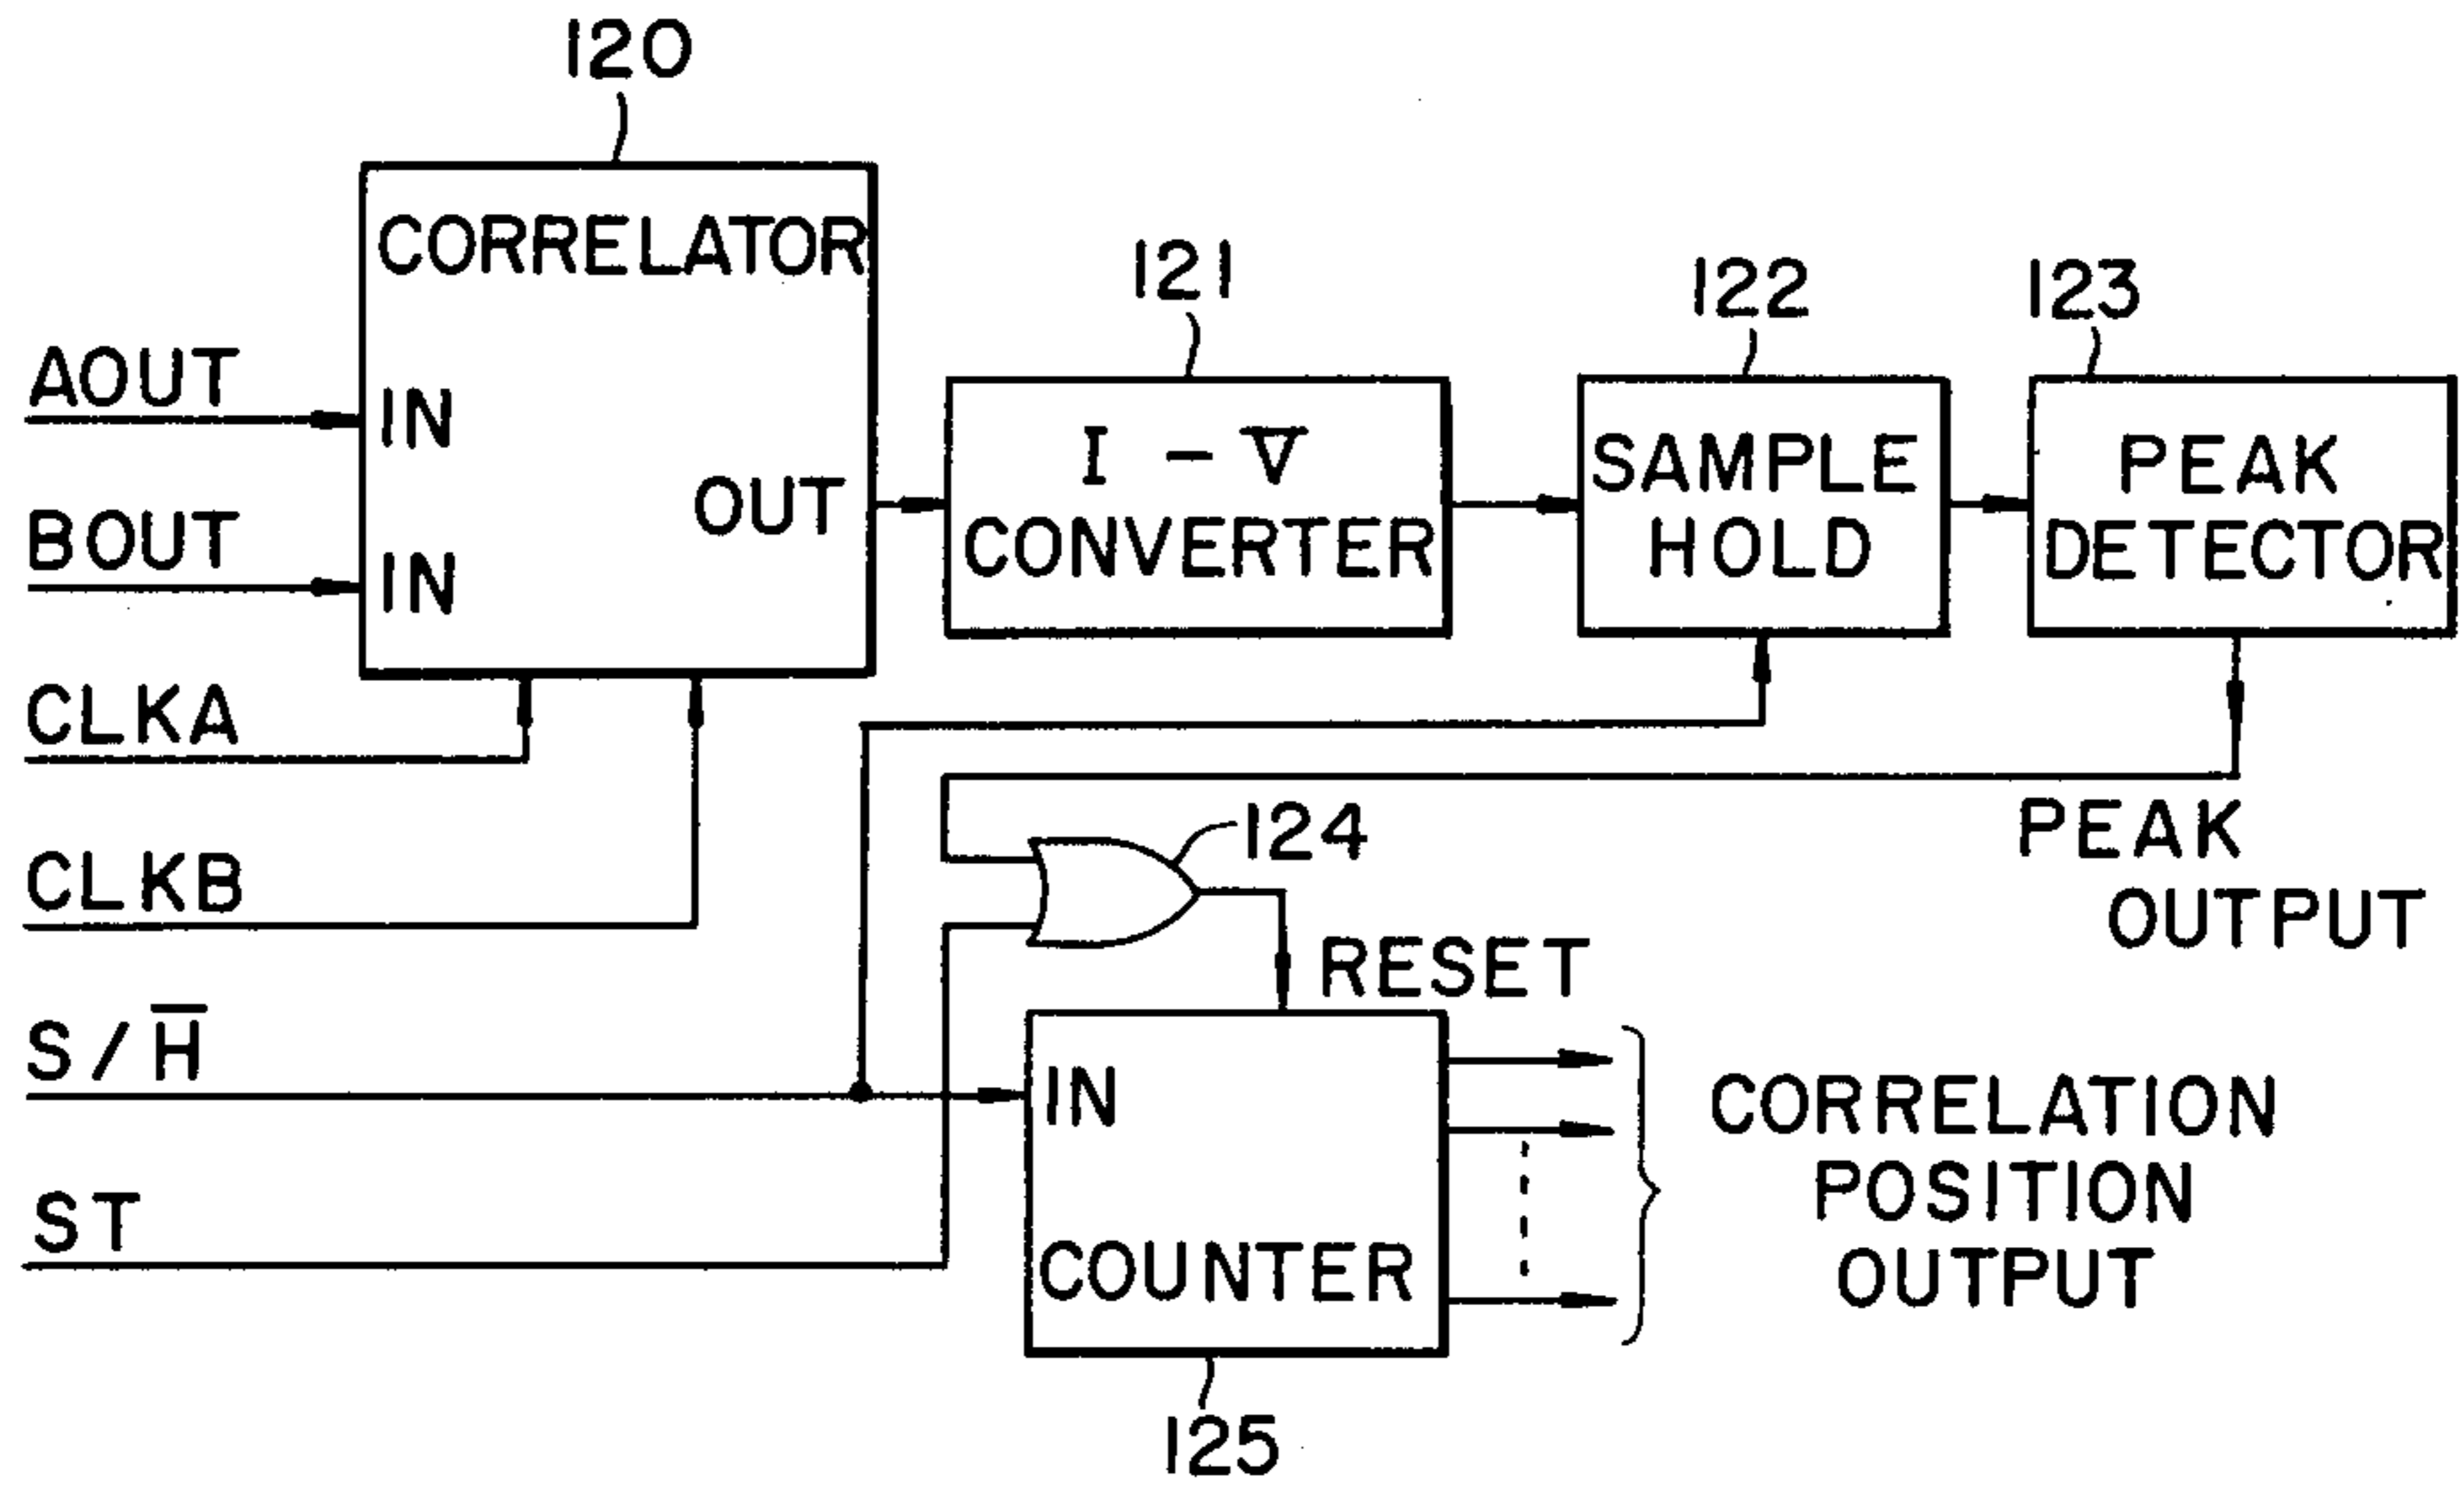 120
CORRELATOR
121
122
123
AOUT
IN
I - V
SAMPLE
PEAK
OUT
CONVERTER
HOLD
DETECTOR
BOUT
IN
CLKA
124
PEAK
OUTPUT
CLKB
RESET
S/H̅
IN
CORRELATION
POSITION
OUTPUT
ST
COUNTER
125